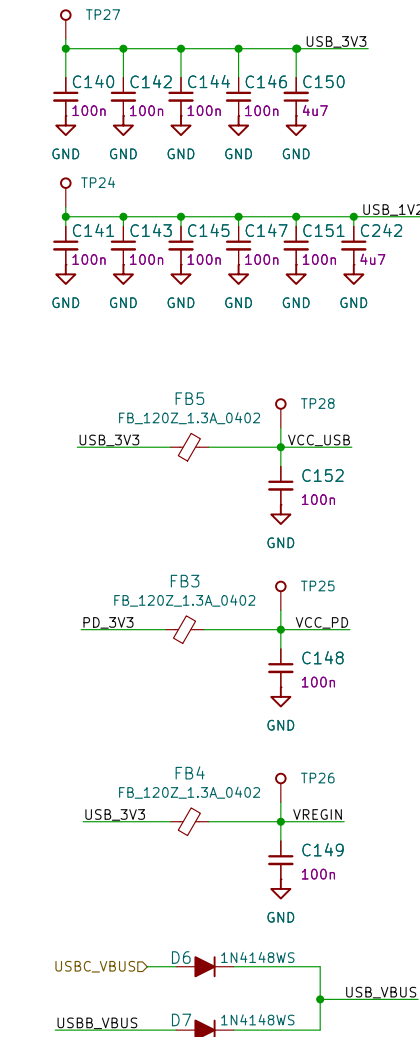 TP27
USB_3V3
C140 C142 C144 C146 C150
100n 100n 100n 100n 4u7
GND GND GND GND GND
TP24
USB_1V2
C141 C143 C145 C147 C151 C242
100n 100n 100n 100n 100n 4u7
GND GND GND GND GND GND
FB5
TP28
FB_120Z_1.3A_0402
USB_3V3 VCC_USB
C152
100n
GND
FB3
TP25
FB_120Z_1.3A_0402
PD_3V3 VCC_PD
C148
100n
GND
FB4
TP26
FB_120Z_1.3A_0402
USB_3V3 VREGIN
C149
100n
GND
D6 1N4148WS
USBC_VBUS
USB_VBUS
D7 1N4148WS
USBB_VBUS